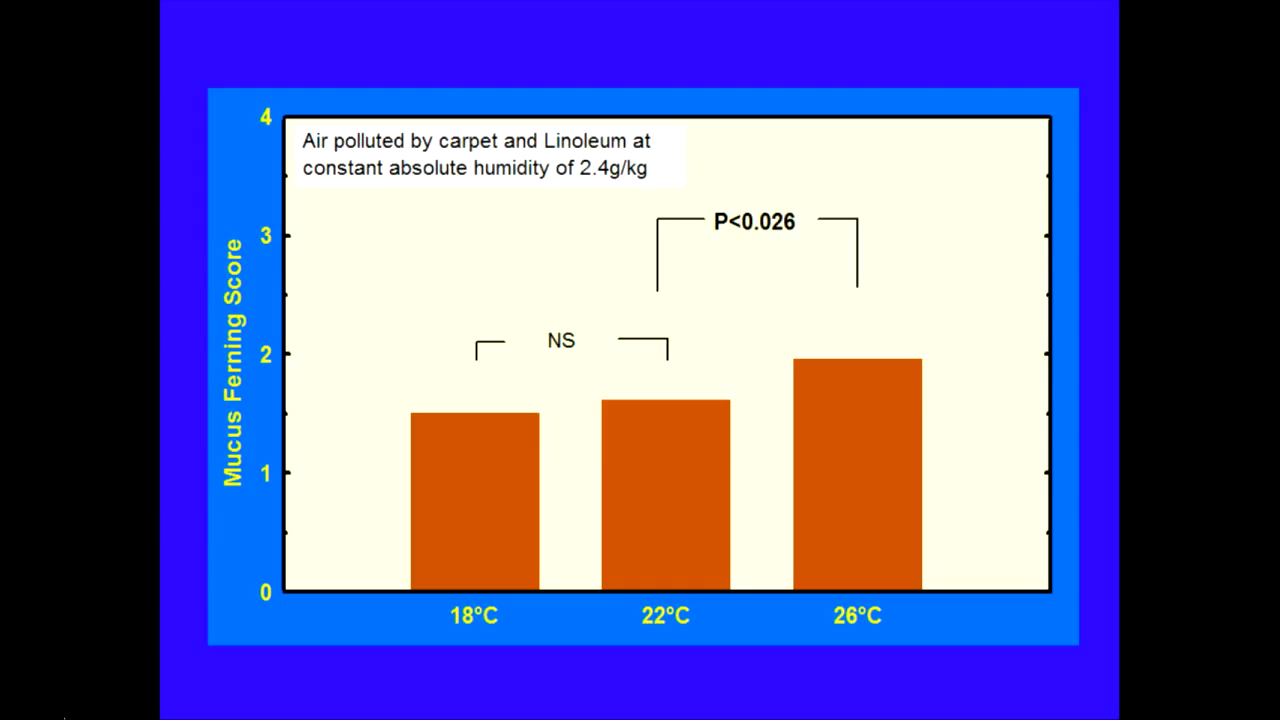 4
Air polluted by carpet and Linoleum at
constant absolute humidity of 2.4g/kg
P<0.026
3
NS
2
1
0
Mucus Ferning Score
18°C 22°C 26°C